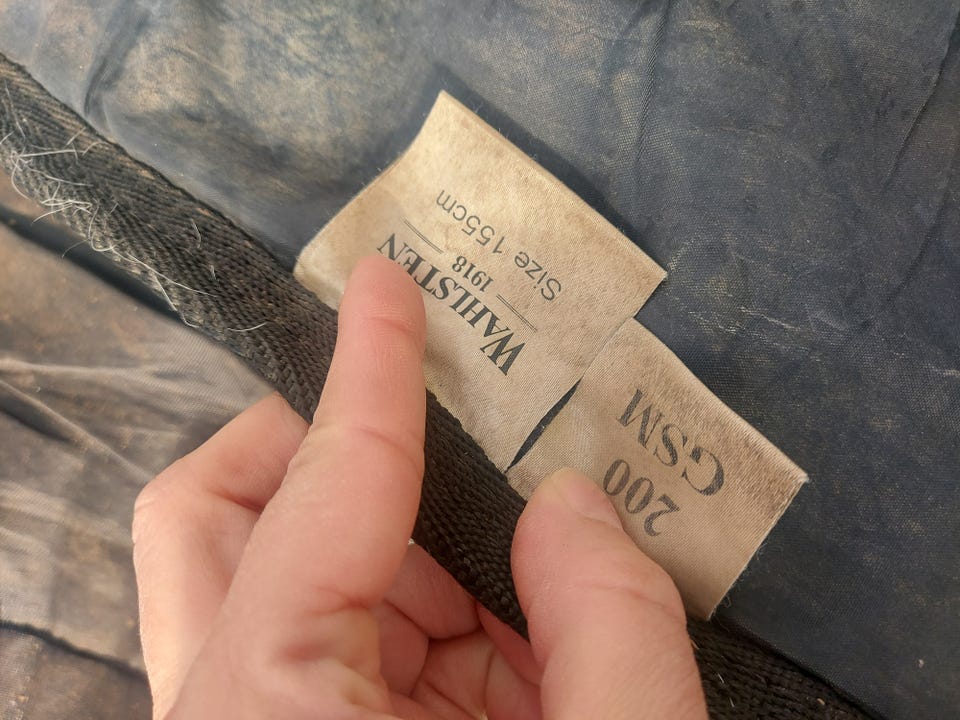 WAHLSTEN
1918
Size 155cm
200
GSM